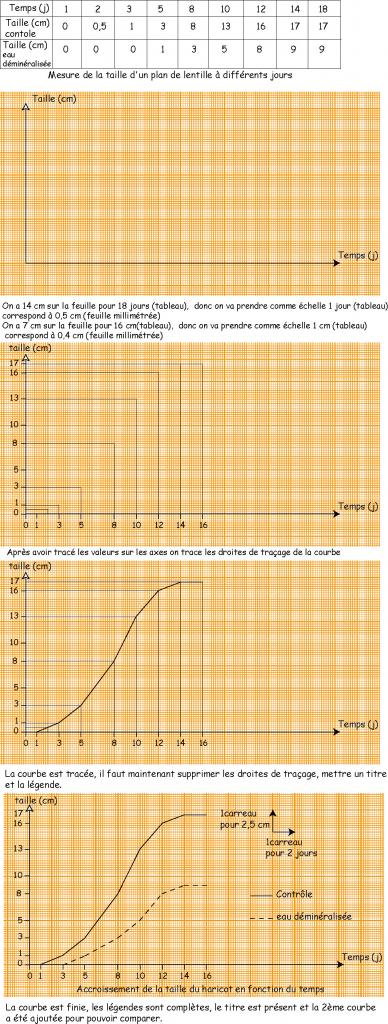 Temps (j) 1 2 3 5 8 10 12 14 18
Taille (cm) contole 0 0,5 1 3 8 13 16 17 17
Taille (cm) eau déminéralisée 0 0 0 1 3 5 8 9 9
Mesure de la taille d'un plan de lentille à différents jours
Taille (cm)
Temps (j)
On a 14 cm sur la feuille pour 18 jours (tableau), donc on va prendre comme échelle 1 jour (tableau)
correspond à 0,5 cm (feuille millimétrée)
On a 7 cm sur la feuille pour 16 cm(tableau), donc on va prendre comme échelle 1 cm (tableau)
correspond à 0,4 cm (feuille millimétrée)
taille (cm)
17
16
13
10
8
5
3
1
0
Temps (j)
0 1 3 5 8 10 12 14 16
Après avoir tracé les valeurs sur les axes on trace les droites de traçage de la courbe
taille (cm)
17
16
13
10
8
5
3
1
0
Temps (j)
0 1 3 5 8 10 12 14 16
La courbe est tracée, il faut maintenant supprimer les droites de traçage, mettre un titre
et la légende.
taille (cm)
17
16
13
10
8
5
3
1
0
1carreau
pour 2,5 cm
1carreau
pour 2 jours
Contrôle
eau déminéralisée
Temps (j)
0 1 3 5 8 10 12 14 16
Accroissement de la taille du haricot en fonction du temps
La courbe est finie, les légendes sont complètes, le titre est présent et la 2ème courbe
a été ajoutée pour pouvoir comparer.